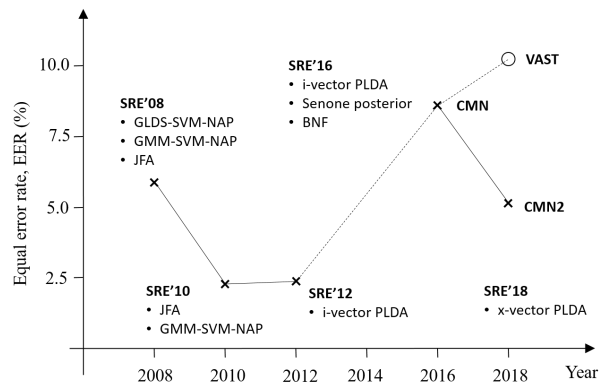 Equal error rate, EER (%)
10.0
7.5
5.0
2.5
SRE'08
• GLDS-SVM-NAP
• GMM-SVM-NAP
• JFA
SRE'16
• i-vector PLDA
• Senone posterior
• BNF
VAST
CMN
CMN2
SRE'10
• JFA
• GMM-SVM-NAP
SRE'12
• i-vector PLDA
SRE'18
• x-vector PLDA
2008 2010 2012 2014 2016 2018 Year